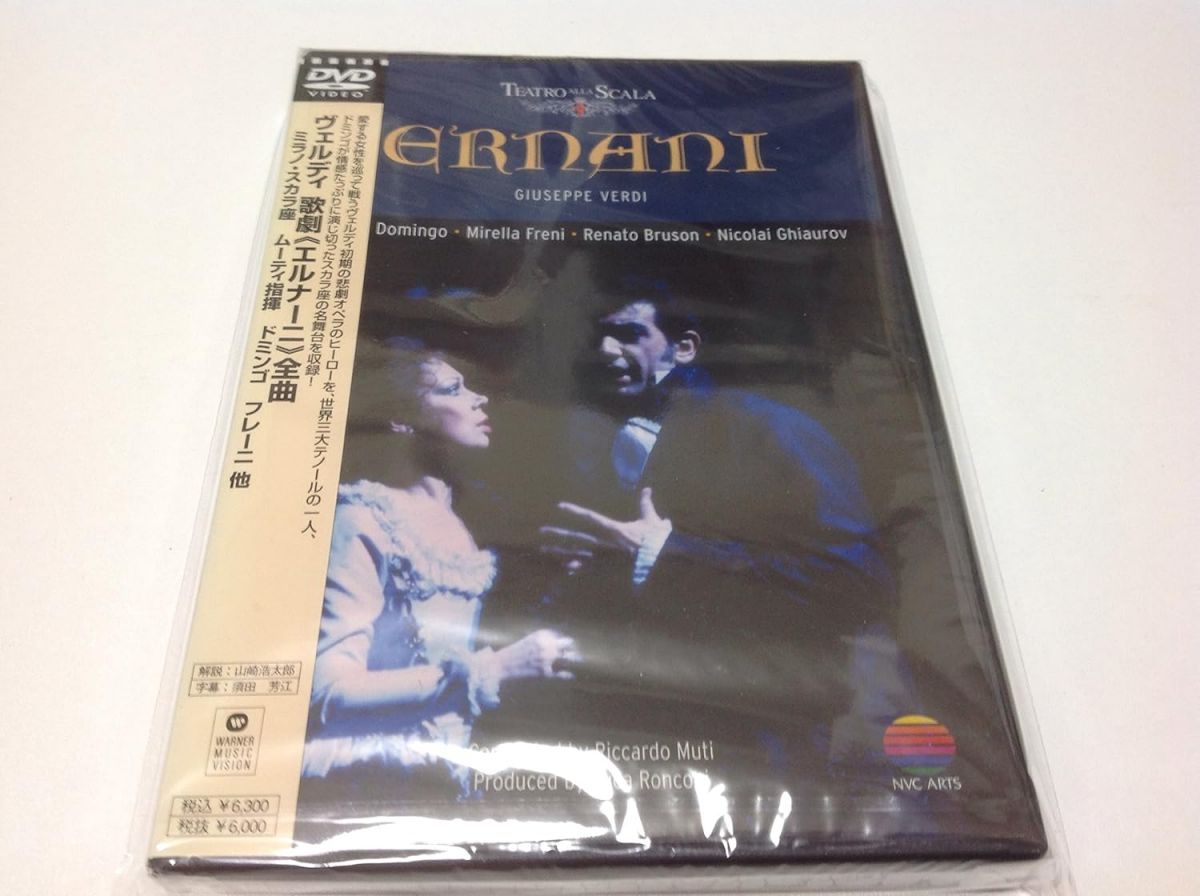 DVD
VIDEO
愛する女性を巡って戦うヴェルディ初期の悲劇オペラのヒーローを、世界三大テノールの一人、
ドミンゴが情感たっぷりに演じ切ったスカラ座の名舞台を収録！
ヴェルディ 歌劇《エルナーニ》全曲
ミラノ・スカラ座 ムーティ指揮 ドミンゴ フレーニ 他
解説：山崎浩太郎
字幕：須田 芳江
WARNER
MUSIC
VISION
税込 ¥6,300
税抜 ¥6,000
TEATRO ALLA SCALA
ERNANI
GIUSEPPE VERDI
Domingo · Mirella Freni · Renato Bruson · Nicolai Ghiaurov
by Riccardo Muti
Produced by Ronconi
NVC ARTS